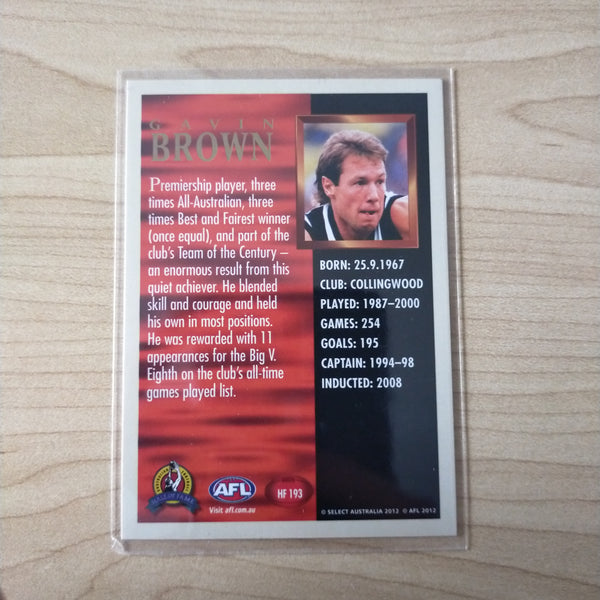 GAVIN
BROWN
Premiership player, three
times All-Australian, three
times Best and Fairest winner
(once equal), and part of the
club's Team of the Century –
an enormous result from this
quiet achiever. He blended
skill and courage and held
his own in most positions.
He was rewarded with 11
appearances for the Big V.
Eighth on the club's all-time
games played list.
BORN: 25.9.1967
CLUB: COLLINGWOOD
PLAYED: 1987–2000
GAMES: 254
GOALS: 195
CAPTAIN: 1994–98
INDUCTED: 2008
HALL OF FAME
AFL
Visit afl.com.au
HF 193
© SELECT AUSTRALIA 2012 © AFL 2012